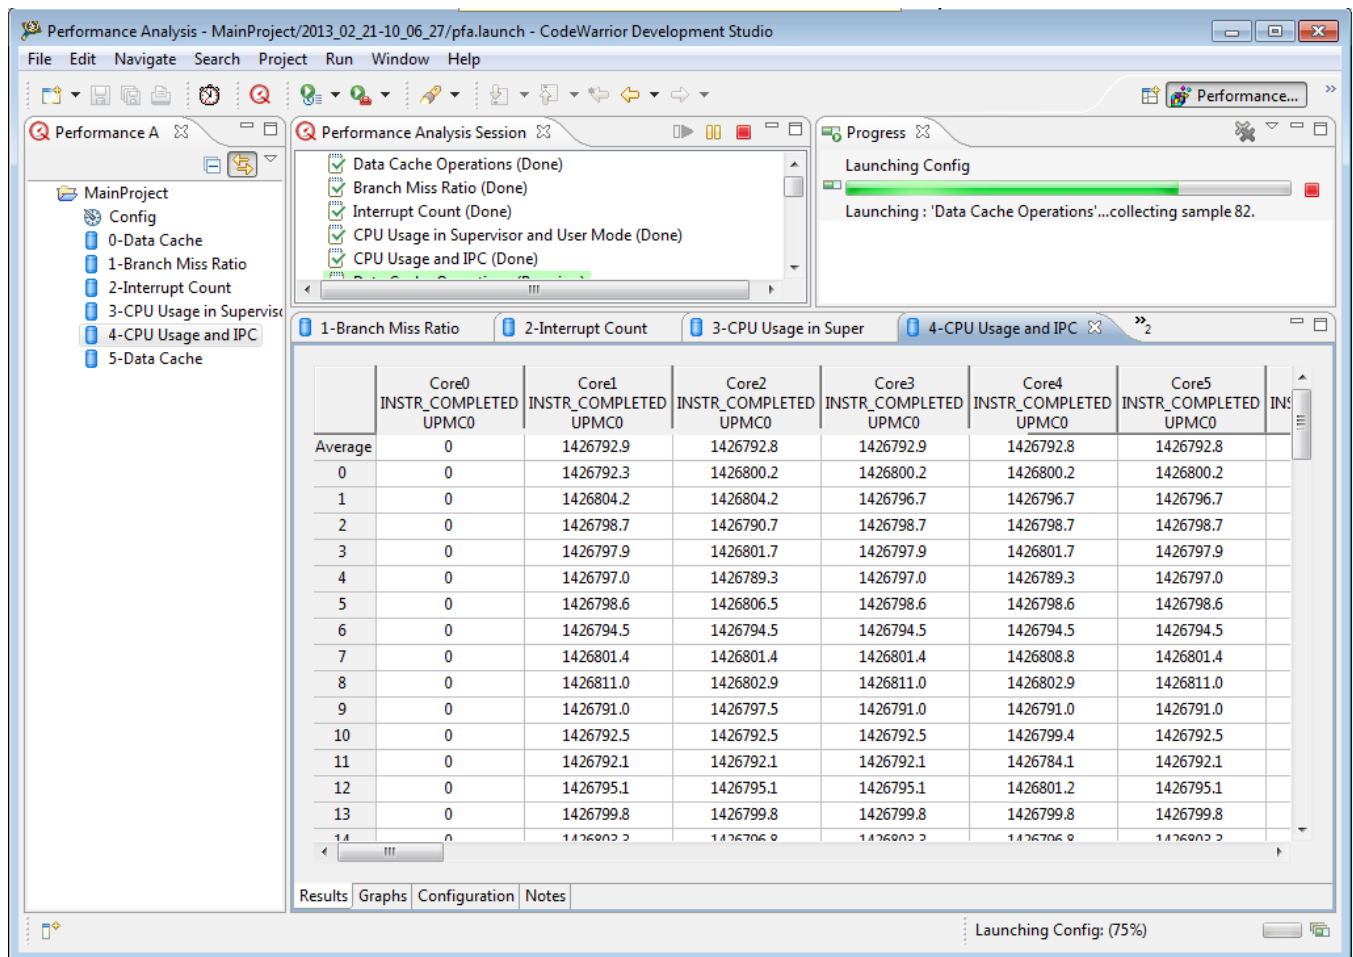 Performance Analysis - MainProject/2013_02_21-10_06_27/pfa.launch - CodeWarrior Development Studio
File Edit Navigate Search Project Run Window Help
Performance...
Performance A
MainProject
Config
0-Data Cache
1-Branch Miss Ratio
2-Interrupt Count
3-CPU Usage in Supervisc
4-CPU Usage and IPC
5-Data Cache
Performance Analysis Session
Data Cache Operations (Done)
Branch Miss Ratio (Done)
Interrupt Count (Done)
CPU Usage in Supervisor and User Mode (Done)
CPU Usage and IPC (Done)
Progress
Launching Config
Launching : 'Data Cache Operations'...collecting sample 82.
1-Branch Miss Ratio 2-Interrupt Count 3-CPU Usage in Super 4-CPU Usage and IPC »2
Core0 Core1 Core2 Core3 Core4 Core5
INSTR_COMPLETED INSTR_COMPLETED INSTR_COMPLETED INSTR_COMPLETED INSTR_COMPLETED INSTR_COMPLETED INS
UPMC0 UPMC0 UPMC0 UPMC0 UPMC0 UPMC0
Average 0 1426792.9 1426792.8 1426792.9 1426792.8 1426792.8
0 0 1426792.3 1426800.2 1426800.2 1426800.2 1426800.2
1 0 1426804.2 1426804.2 1426796.7 1426796.7 1426796.7
2 0 1426798.7 1426790.7 1426798.7 1426798.7 1426798.7
3 0 1426797.9 1426801.7 1426797.9 1426801.7 1426797.9
4 0 1426797.0 1426789.3 1426797.0 1426789.3 1426797.0
5 0 1426798.6 1426806.5 1426798.6 1426798.6 1426798.6
6 0 1426794.5 1426794.5 1426794.5 1426794.5 1426794.5
7 0 1426801.4 1426801.4 1426801.4 1426808.8 1426801.4
8 0 1426811.0 1426802.9 1426811.0 1426802.9 1426811.0
9 0 1426791.0 1426797.5 1426791.0 1426791.0 1426791.0
10 0 1426792.5 1426792.5 1426792.5 1426799.4 1426792.5
11 0 1426792.1 1426792.1 1426792.1 1426784.1 1426792.1
12 0 1426795.1 1426795.1 1426795.1 1426801.2 1426795.1
13 0 1426799.8 1426799.8 1426799.8 1426799.8 1426799.8
14 0 1426803.3 1426796.8 1426803.3 1426796.8 1426803.3
Results Graphs Configuration Notes
Launching Config: (75%)